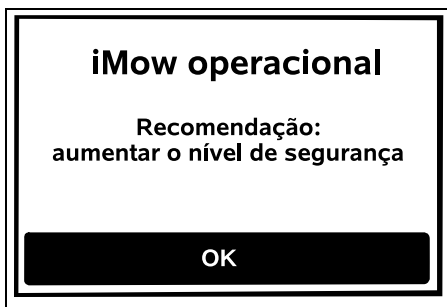 iMow operacional
Recomendação:
aumentar o nível de segurança
OK